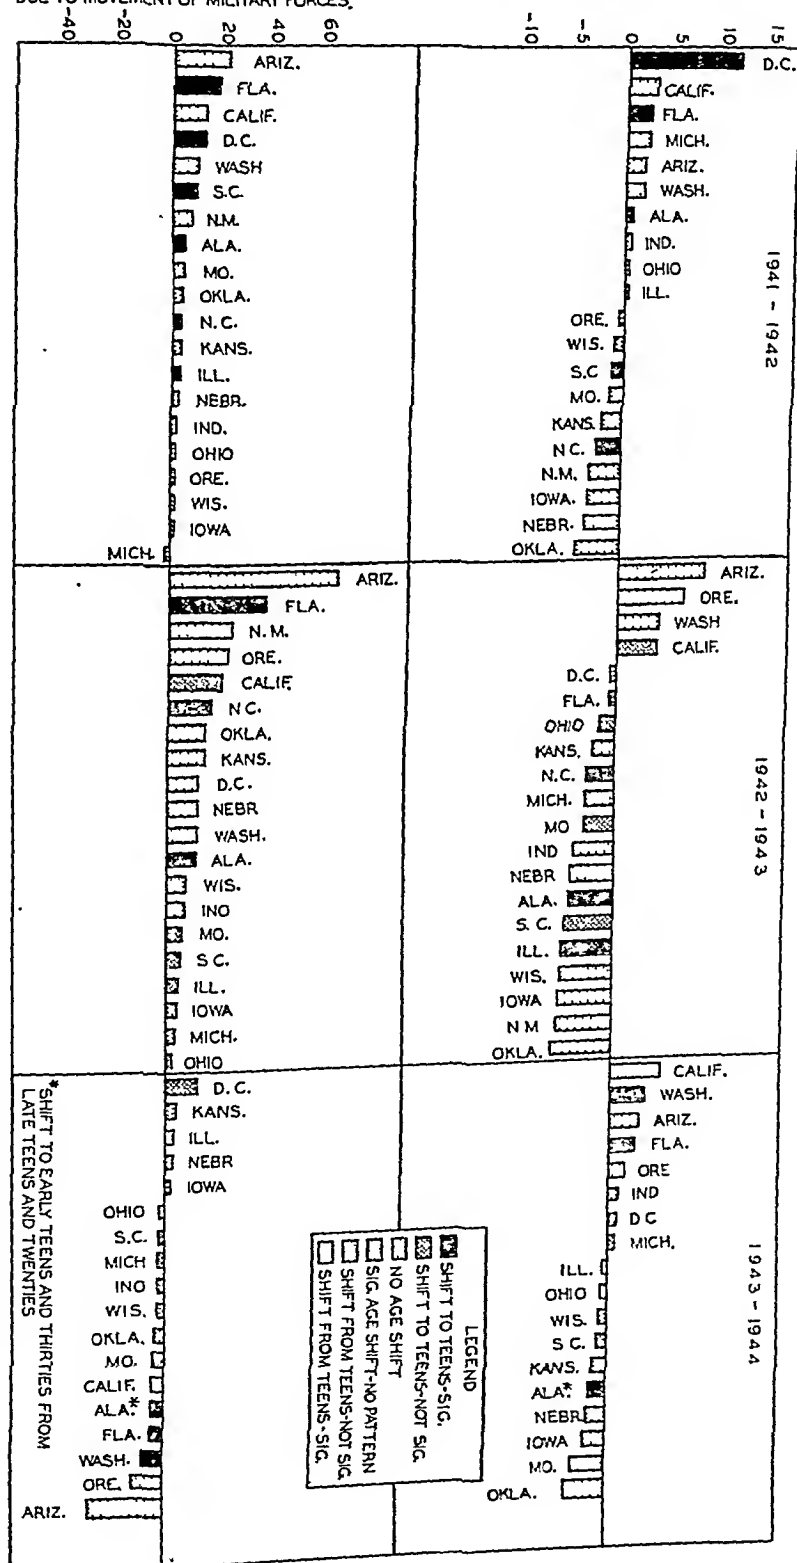 DUE TO MOVEMENT OF MILITARY FORCES.
-40
-20
0
20
40
60
ARIZ.
FLA.
CALIF.
D.C.
WASH
S.C.
N.M.
ALA.
MO.
OKLA.
N.C.
KANS.
ILL.
NEBR.
IND.
OHIO
ORE.
WIS.
IOWA
MICH.
ARIZ.
FLA.
N.M.
ORE.
CALIF.
N C.
OKLA.
KANS.
D.C.
NEBR
WASH.
ALA.
WIS.
INO
MO.
S C.
ILL.
IOWA
MICH.
OHIO
D.C.
KANS.
ILL.
NEBR
IOWA
OHIO
S.C.
MICH
INO
WIS.
OKLA.
MO.
CALIF.
ALA.*
FLA.
WASH.
ORE.
ARIZ.
*SHIFT TO EARLY TEENS AND THIRTIES FROM
LATE TEENS AND TWENTIES
-10
-5
0
5
10
15
1941 - 1942
D.C.
CALIF.
FLA.
MICH.
ARIZ.
WASH.
ALA.
IND.
OHIO
ILL.
ORE.
WIS.
S.C
MO.
KANS.
N C.
N.M.
IOWA.
NEBR.
OKLA.
1942 - 1943
ARIZ.
ORE.
WASH
CALIF.
D.C.
FLA.
OHIO
KANS.
N.C.
MICH.
MO
IND
NEBR
ALA.
S. C.
ILL.
WIS.
IOWA
N M
OKLA.
1943 - 1944
CALIF.
WASH.
ARIZ.
FLA.
ORE
IND
D C
MICH.
ILL.
OHIO
WIS.
S C.
KANS.
ALA.*
NEBR
IOWA
MO.
OKLA.
LEGEND
SHIFT TO TEENS-SIG.
SHIFT TO TEENS-NOT SIG.
NO AGE SHIFT
SIG. AGE SHIFT-NO PATTERN
SHIFT FROM TEENS-NOT SIG.
SHIFT FROM TEENS-SIG.